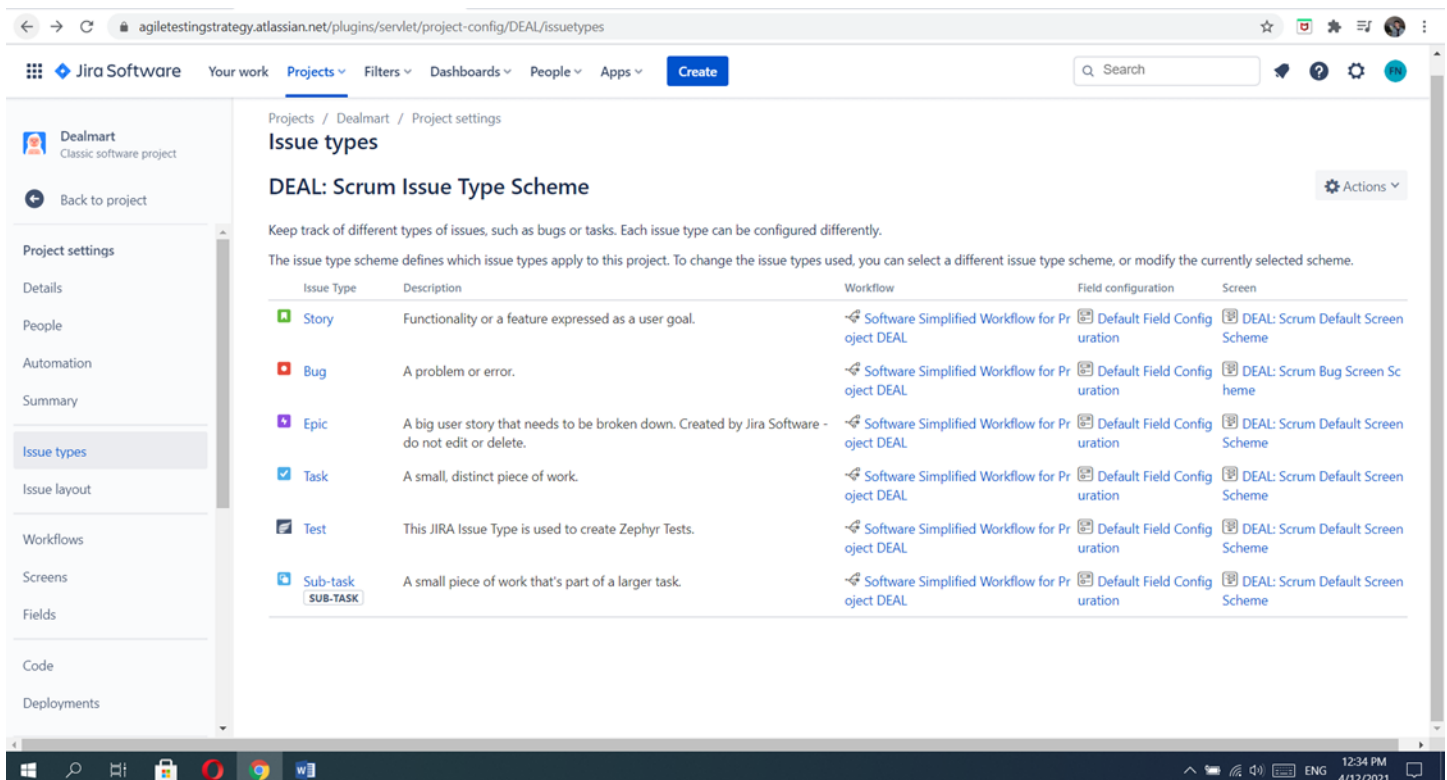 agiletestingstrategy.atlassian.net/plugins/servlet/project-config/DEAL/issuetypes
Jira Software Your work Projects Filters Dashboards People Apps Create Search FN
Dealmart
Classic software project
Back to project
Project settings
Details
People
Automation
Summary
Issue types
Issue layout
Workflows
Screens
Fields
Code
Deployments
Projects / Dealmart / Project settings
Issue types
DEAL: Scrum Issue Type Scheme
Actions
Keep track of different types of issues, such as bugs or tasks. Each issue type can be configured differently.
The issue type scheme defines which issue types apply to this project. To change the issue types used, you can select a different issue type scheme, or modify the currently selected scheme.
Issue Type Description Workflow Field configuration Screen
Story Functionality or a feature expressed as a user goal. Software Simplified Workflow for Pr Default Field Config DEAL: Scrum Default Screen
oject DEAL uration Scheme
Bug A problem or error. Software Simplified Workflow for Pr Default Field Config DEAL: Scrum Bug Screen Sc
oject DEAL uration heme
Epic A big user story that needs to be broken down. Created by Jira Software - Software Simplified Workflow for Pr Default Field Config DEAL: Scrum Default Screen
do not edit or delete. oject DEAL uration Scheme
Task A small, distinct piece of work. Software Simplified Workflow for Pr Default Field Config DEAL: Scrum Default Screen
oject DEAL uration Scheme
Test This JIRA Issue Type is used to create Zephyr Tests. Software Simplified Workflow for Pr Default Field Config DEAL: Scrum Default Screen
oject DEAL uration Scheme
Sub-task A small piece of work that's part of a larger task. Software Simplified Workflow for Pr Default Field Config DEAL: Scrum Default Screen
SUB-TASK oject DEAL uration Scheme
ENG 12:34 PM
4/12/2021